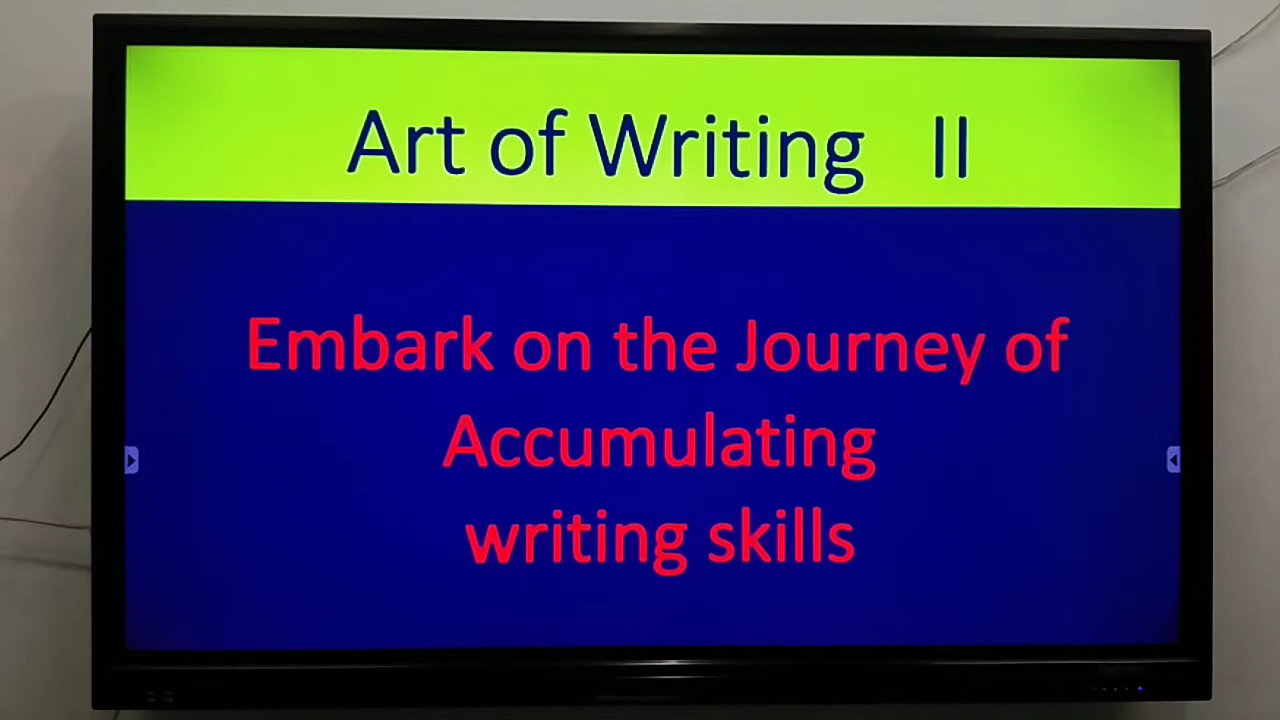 Art of Writing II
Embark on the Journey of
Accumulating
writing skills